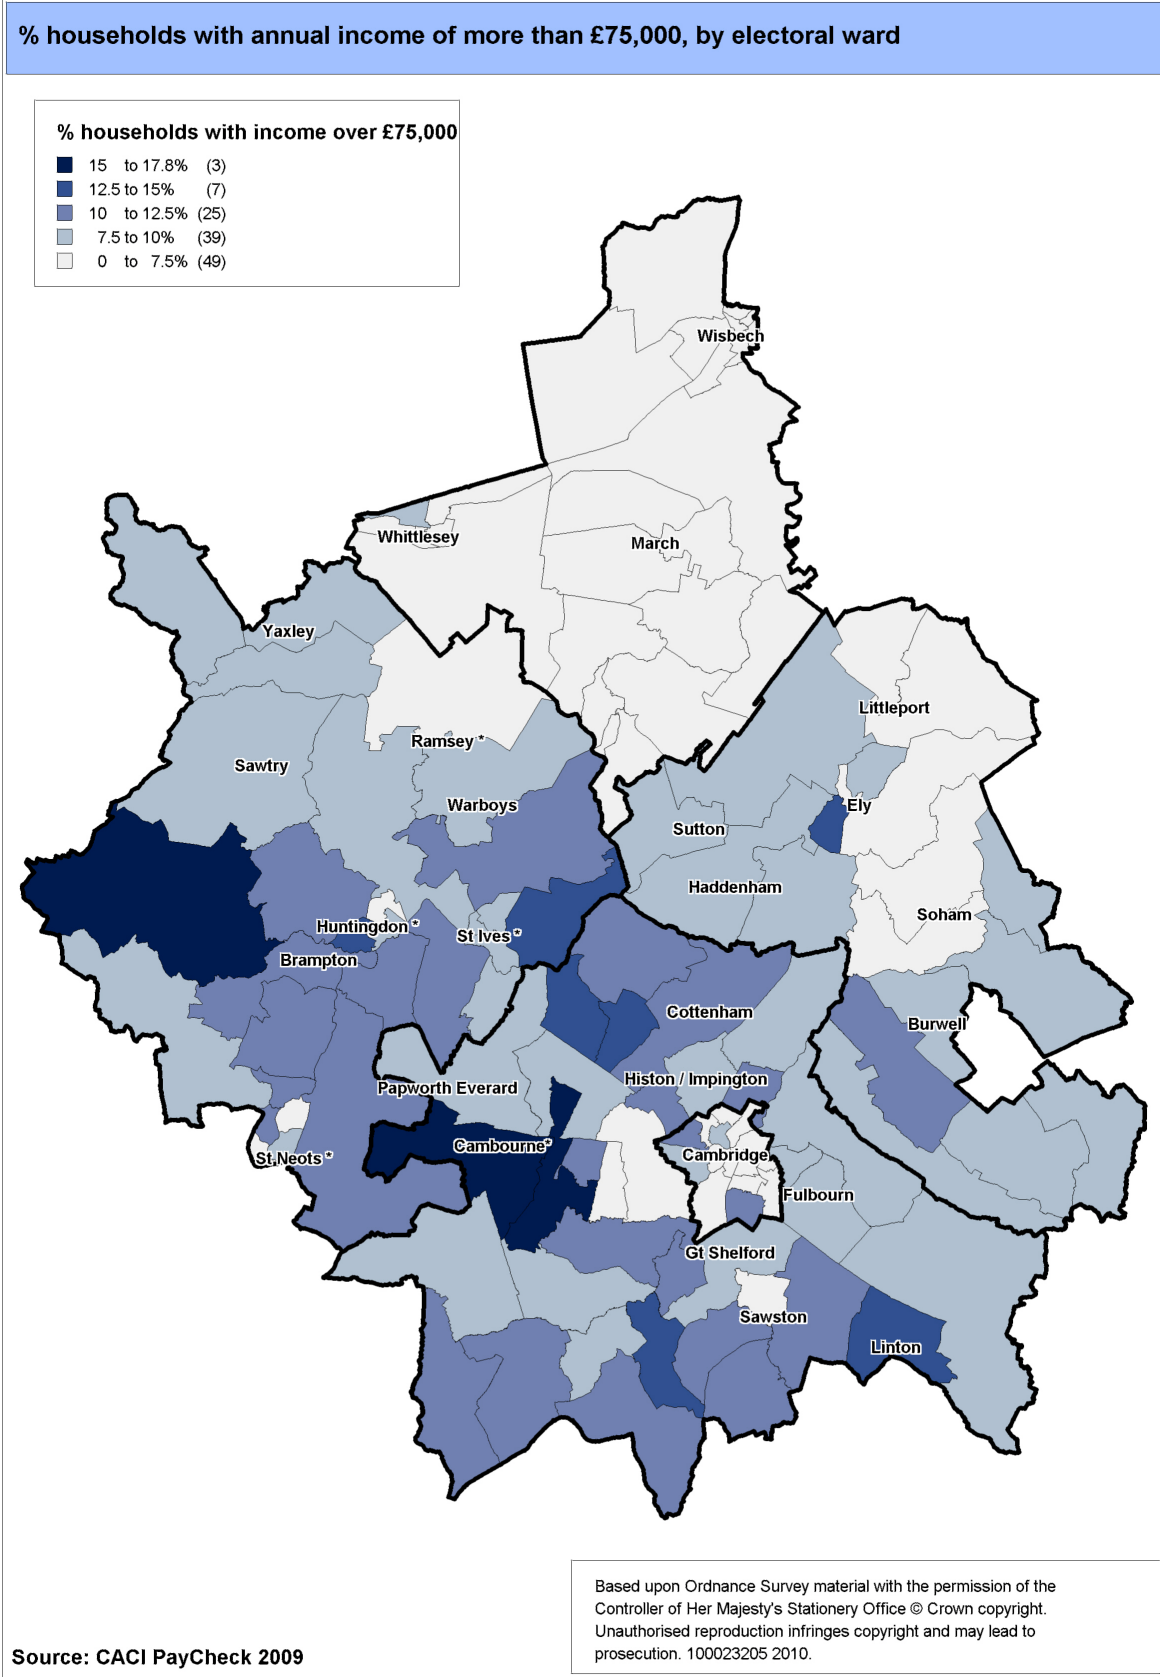 % households with annual income of more than £75,000, by electoral ward
% households with income over £75,000
15 to 17.8% (3)
12.5 to 15% (7)
10 to 12.5% (25)
7.5 to 10% (39)
0 to 7.5% (49)
Wisbech
Whittlesey
March
Yaxley
Littleport
Ramsey *
Sawtry
Warboys
Ely
Sutton
Haddenham
Soham
Huntingdon *
St Ives *
Brampton
Cottenham
Burwell
Histon / Impington
Papworth Everard
Cambourne*
Cambridge
St Neots *
Fulbourn
Gt Shelford
Sawston
Linton
Based upon Ordnance Survey material with the permission of the
Controller of Her Majesty's Stationery Office © Crown copyright.
Unauthorised reproduction infringes copyright and may lead to
prosecution. 100023205 2010.
Source: CACI PayCheck 2009